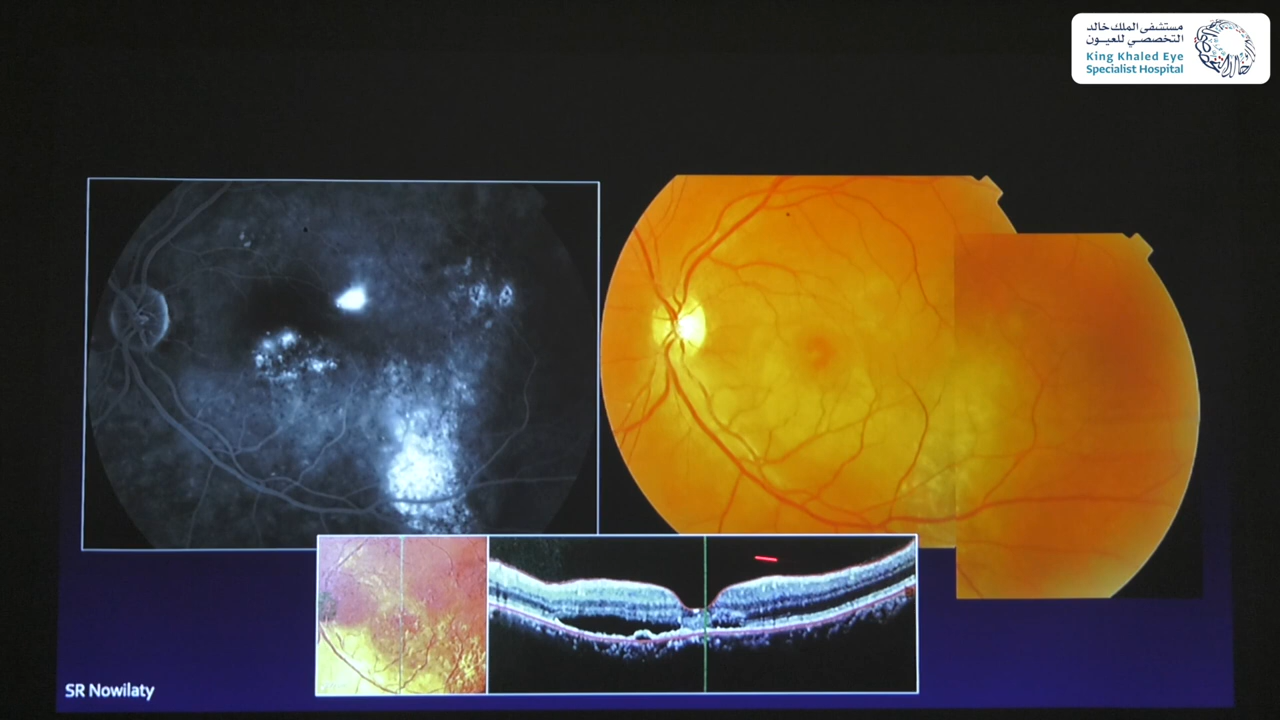 مستشفى الملك خالد
التخصصي للعيون
King Khaled Eye
Specialist Hospital
SR Nowilaty